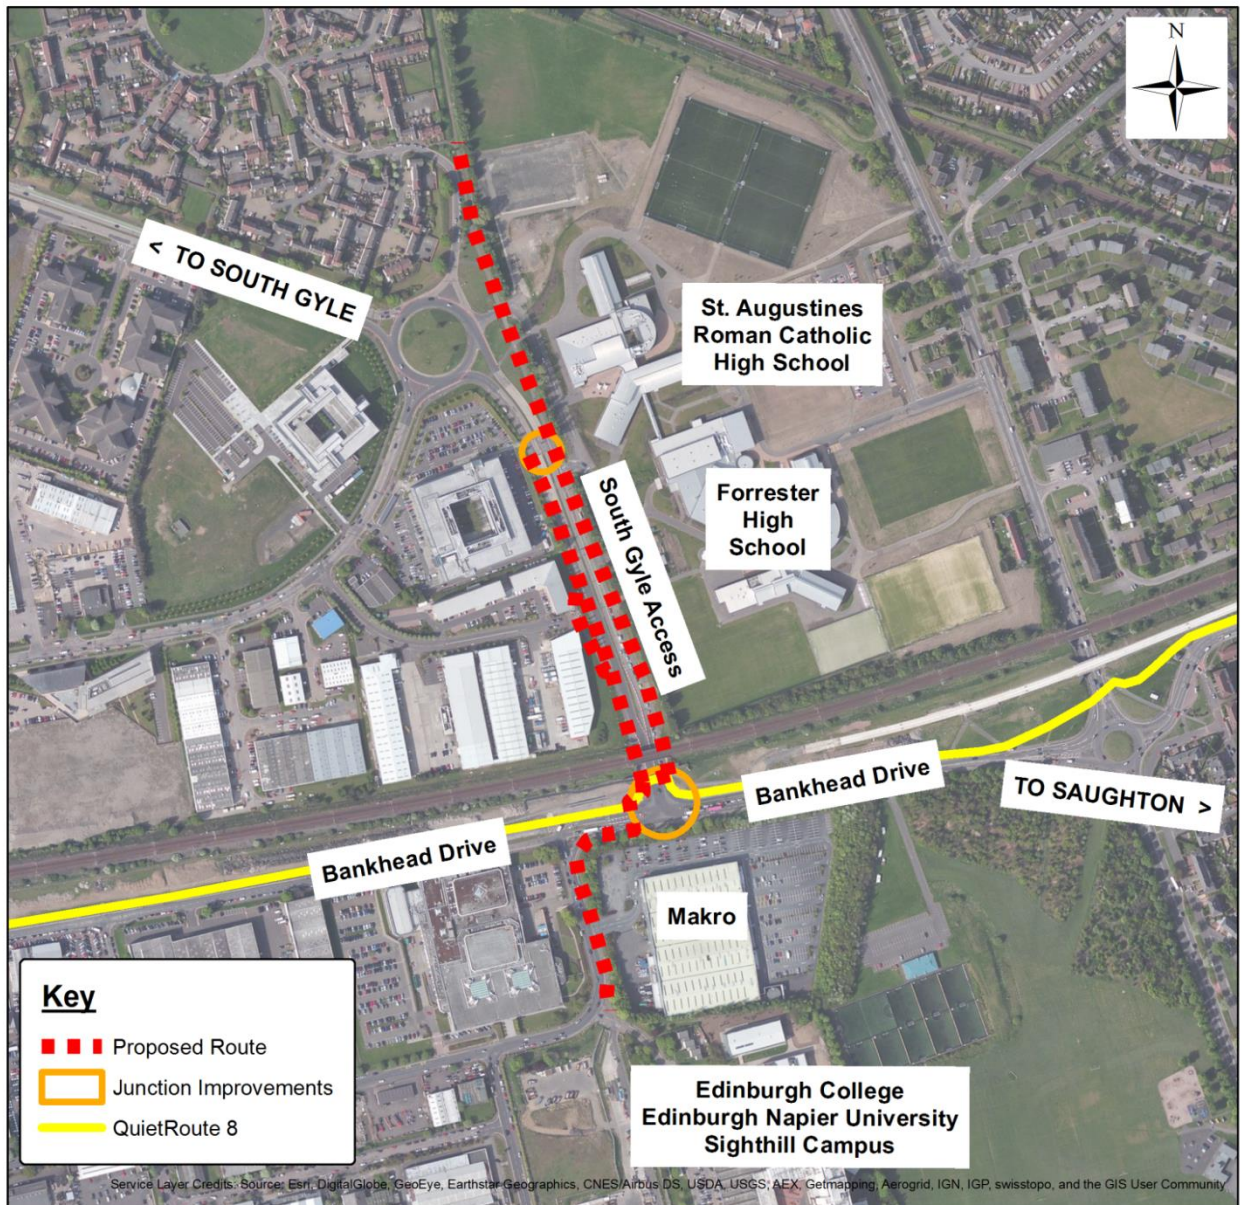 N
< TO SOUTH GYLE
St. Augustines
Roman Catholic
High School
Forrester
High
School
South Gyle Access
Bankhead Drive
TO SAUGHTON >
Bankhead Drive
Makro
Key
Proposed Route
Junction Improvements
QuietRoute 8
Edinburgh College
Edinburgh Napier University
Sighthill Campus
Service Layer Credits: Source: Esri, DigitalGlobe, GeoEye, Earthstar Geographics, CNES/Airbus DS, USDA, USGS, AEX, Getmapping, Aerogrid, IGN, IGP, swisstopo, and the GIS User Community